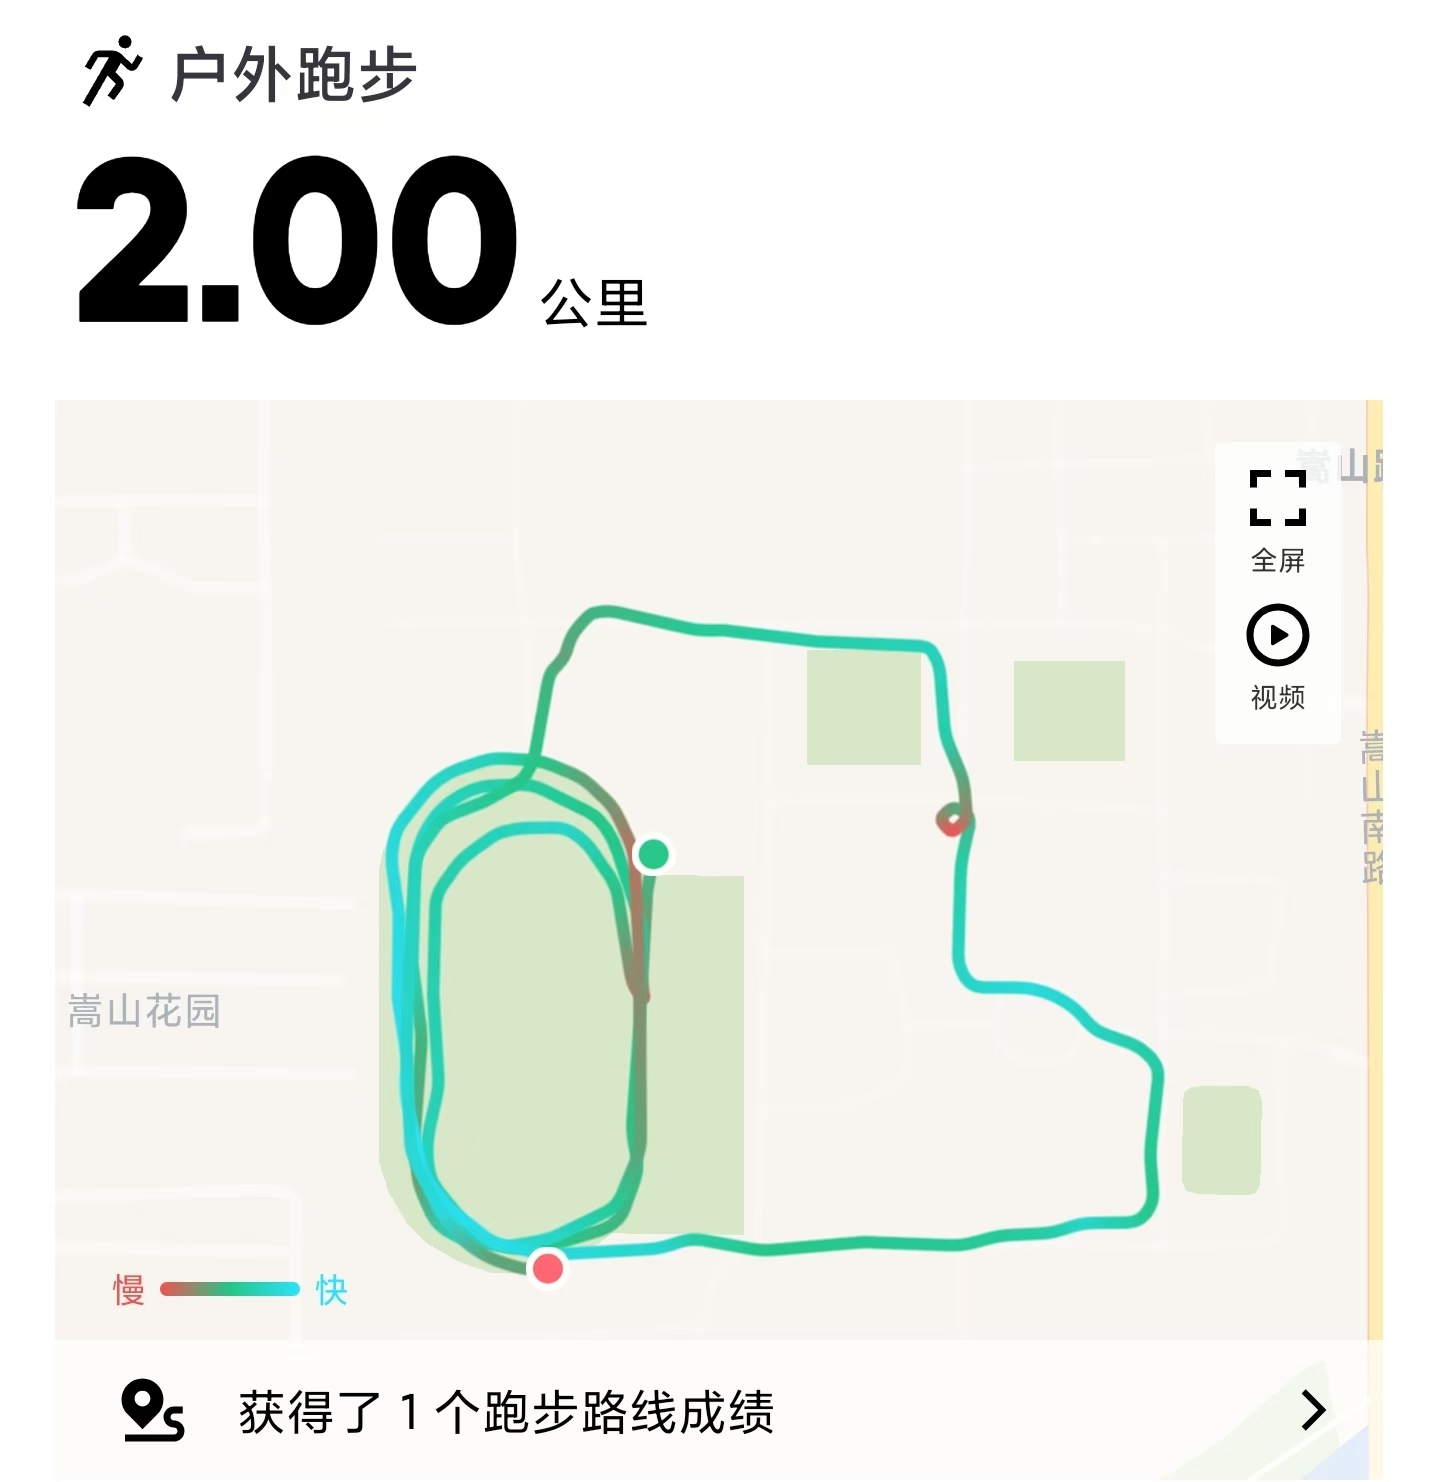 户外跑步
2.00 公里
嵩山路
全屏
视频
嵩山南路
嵩山花园
慢 快
获得了 1 个跑步路线成绩